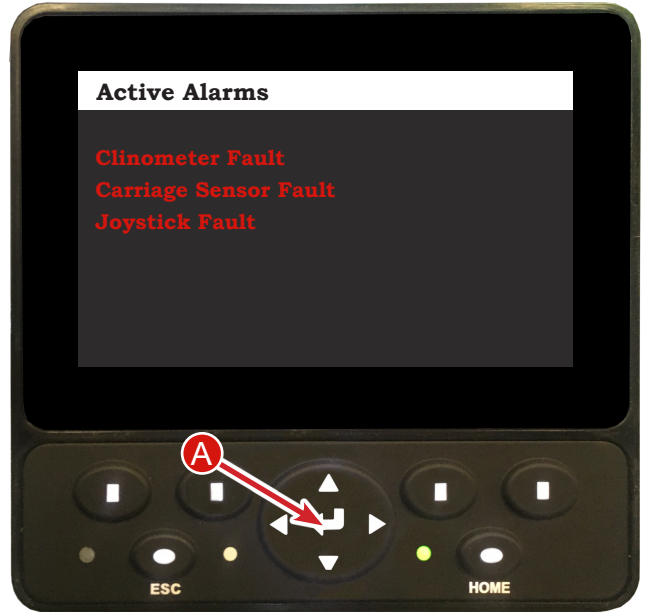 Active Alarms
Clinometer Fault
Carriage Sensor Fault
Joystick Fault
A
ESC
HOME